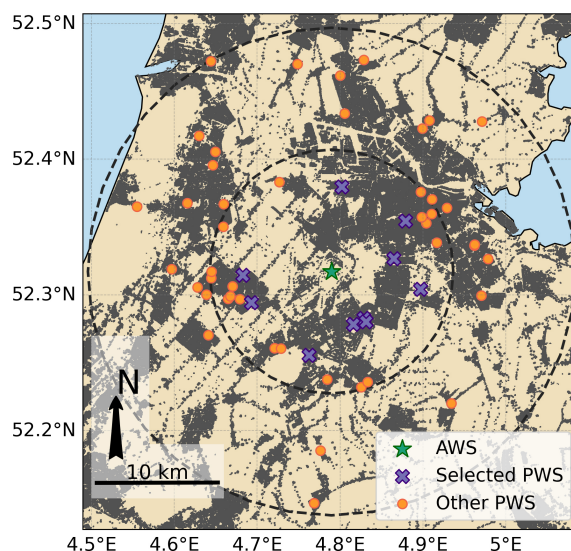 52.5°N
52.4°N
52.3°N
52.2°N
N
10 km
AWS
Selected PWS
Other PWS
4.5°E 4.6°E 4.7°E 4.8°E 4.9°E 5°E